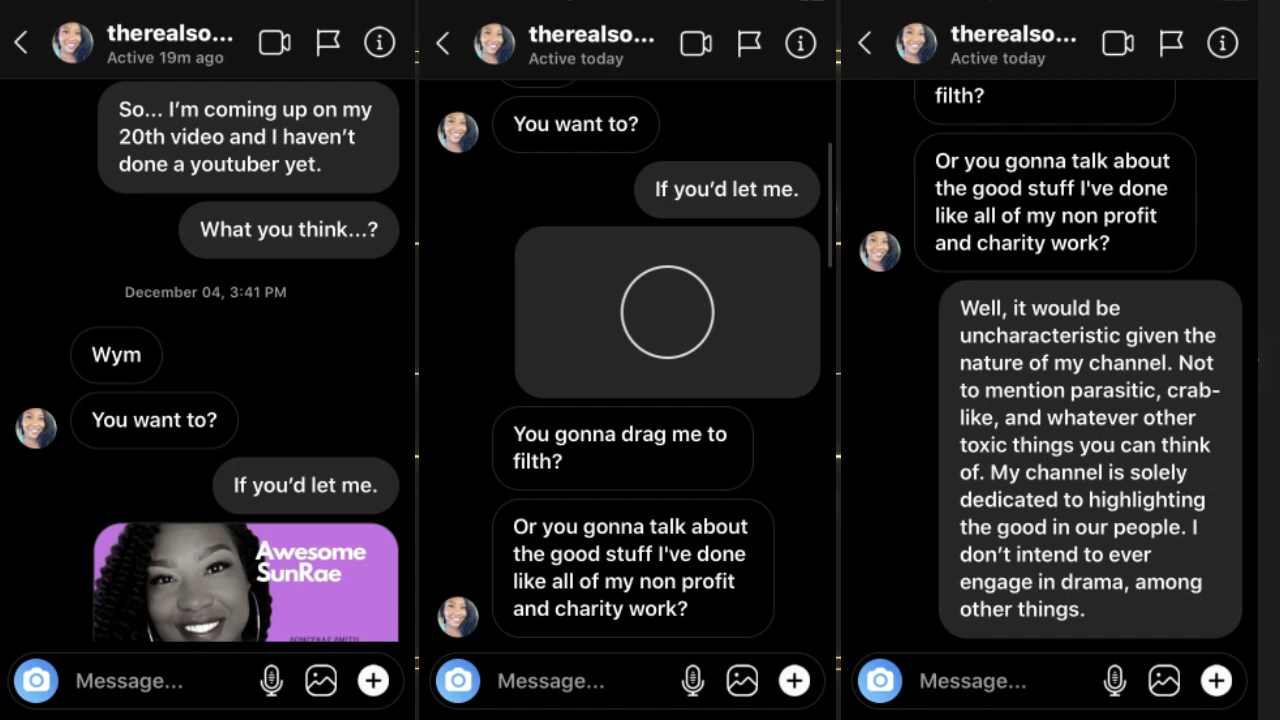 therealso...
Active 19m ago
So... I’m coming up on my
20th video and I haven’t
done a youtuber yet.
What you think...?
December 04, 3:41 PM
Wym
You want to?
If you’d let me.
Awesome
SunRae
SONCERAE SMITH
Message...
therealso...
Active today
You want to?
If you’d let me.
You gonna drag me to
filth?
Or you gonna talk about
the good stuff I've done
like all of my non profit
and charity work?
Message...
therealso...
Active today
filth?
Or you gonna talk about
the good stuff I've done
like all of my non profit
and charity work?
Well, it would be
uncharacteristic given the
nature of my channel. Not
to mention parasitic, crab-
like, and whatever other
toxic things you can think
of. My channel is solely
dedicated to highlighting
the good in our people. I
don’t intend to ever
engage in drama, among
other things.
Message...